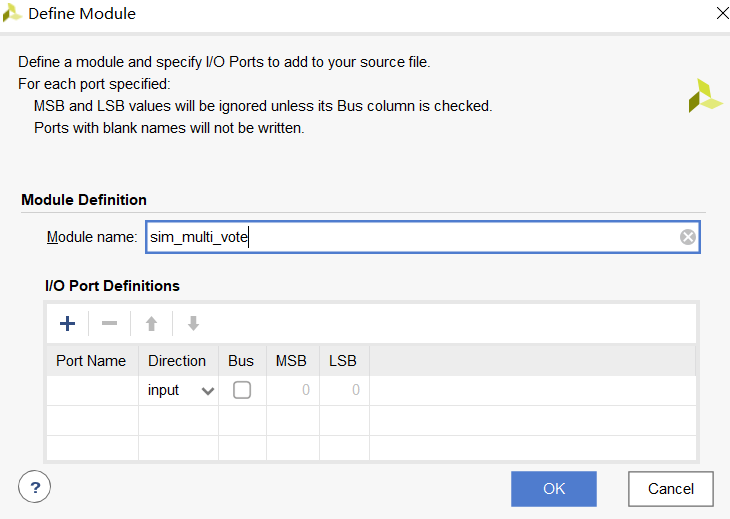 Define Module
Define a module and specify I/O Ports to add to your source file.
For each port specified:
MSB and LSB values will be ignored unless its Bus column is checked.
Ports with blank names will not be written.
Module Definition
Module name: sim_multi_vote
I/O Port Definitions
Port Name Direction Bus MSB LSB
input 0 0
? OK Cancel